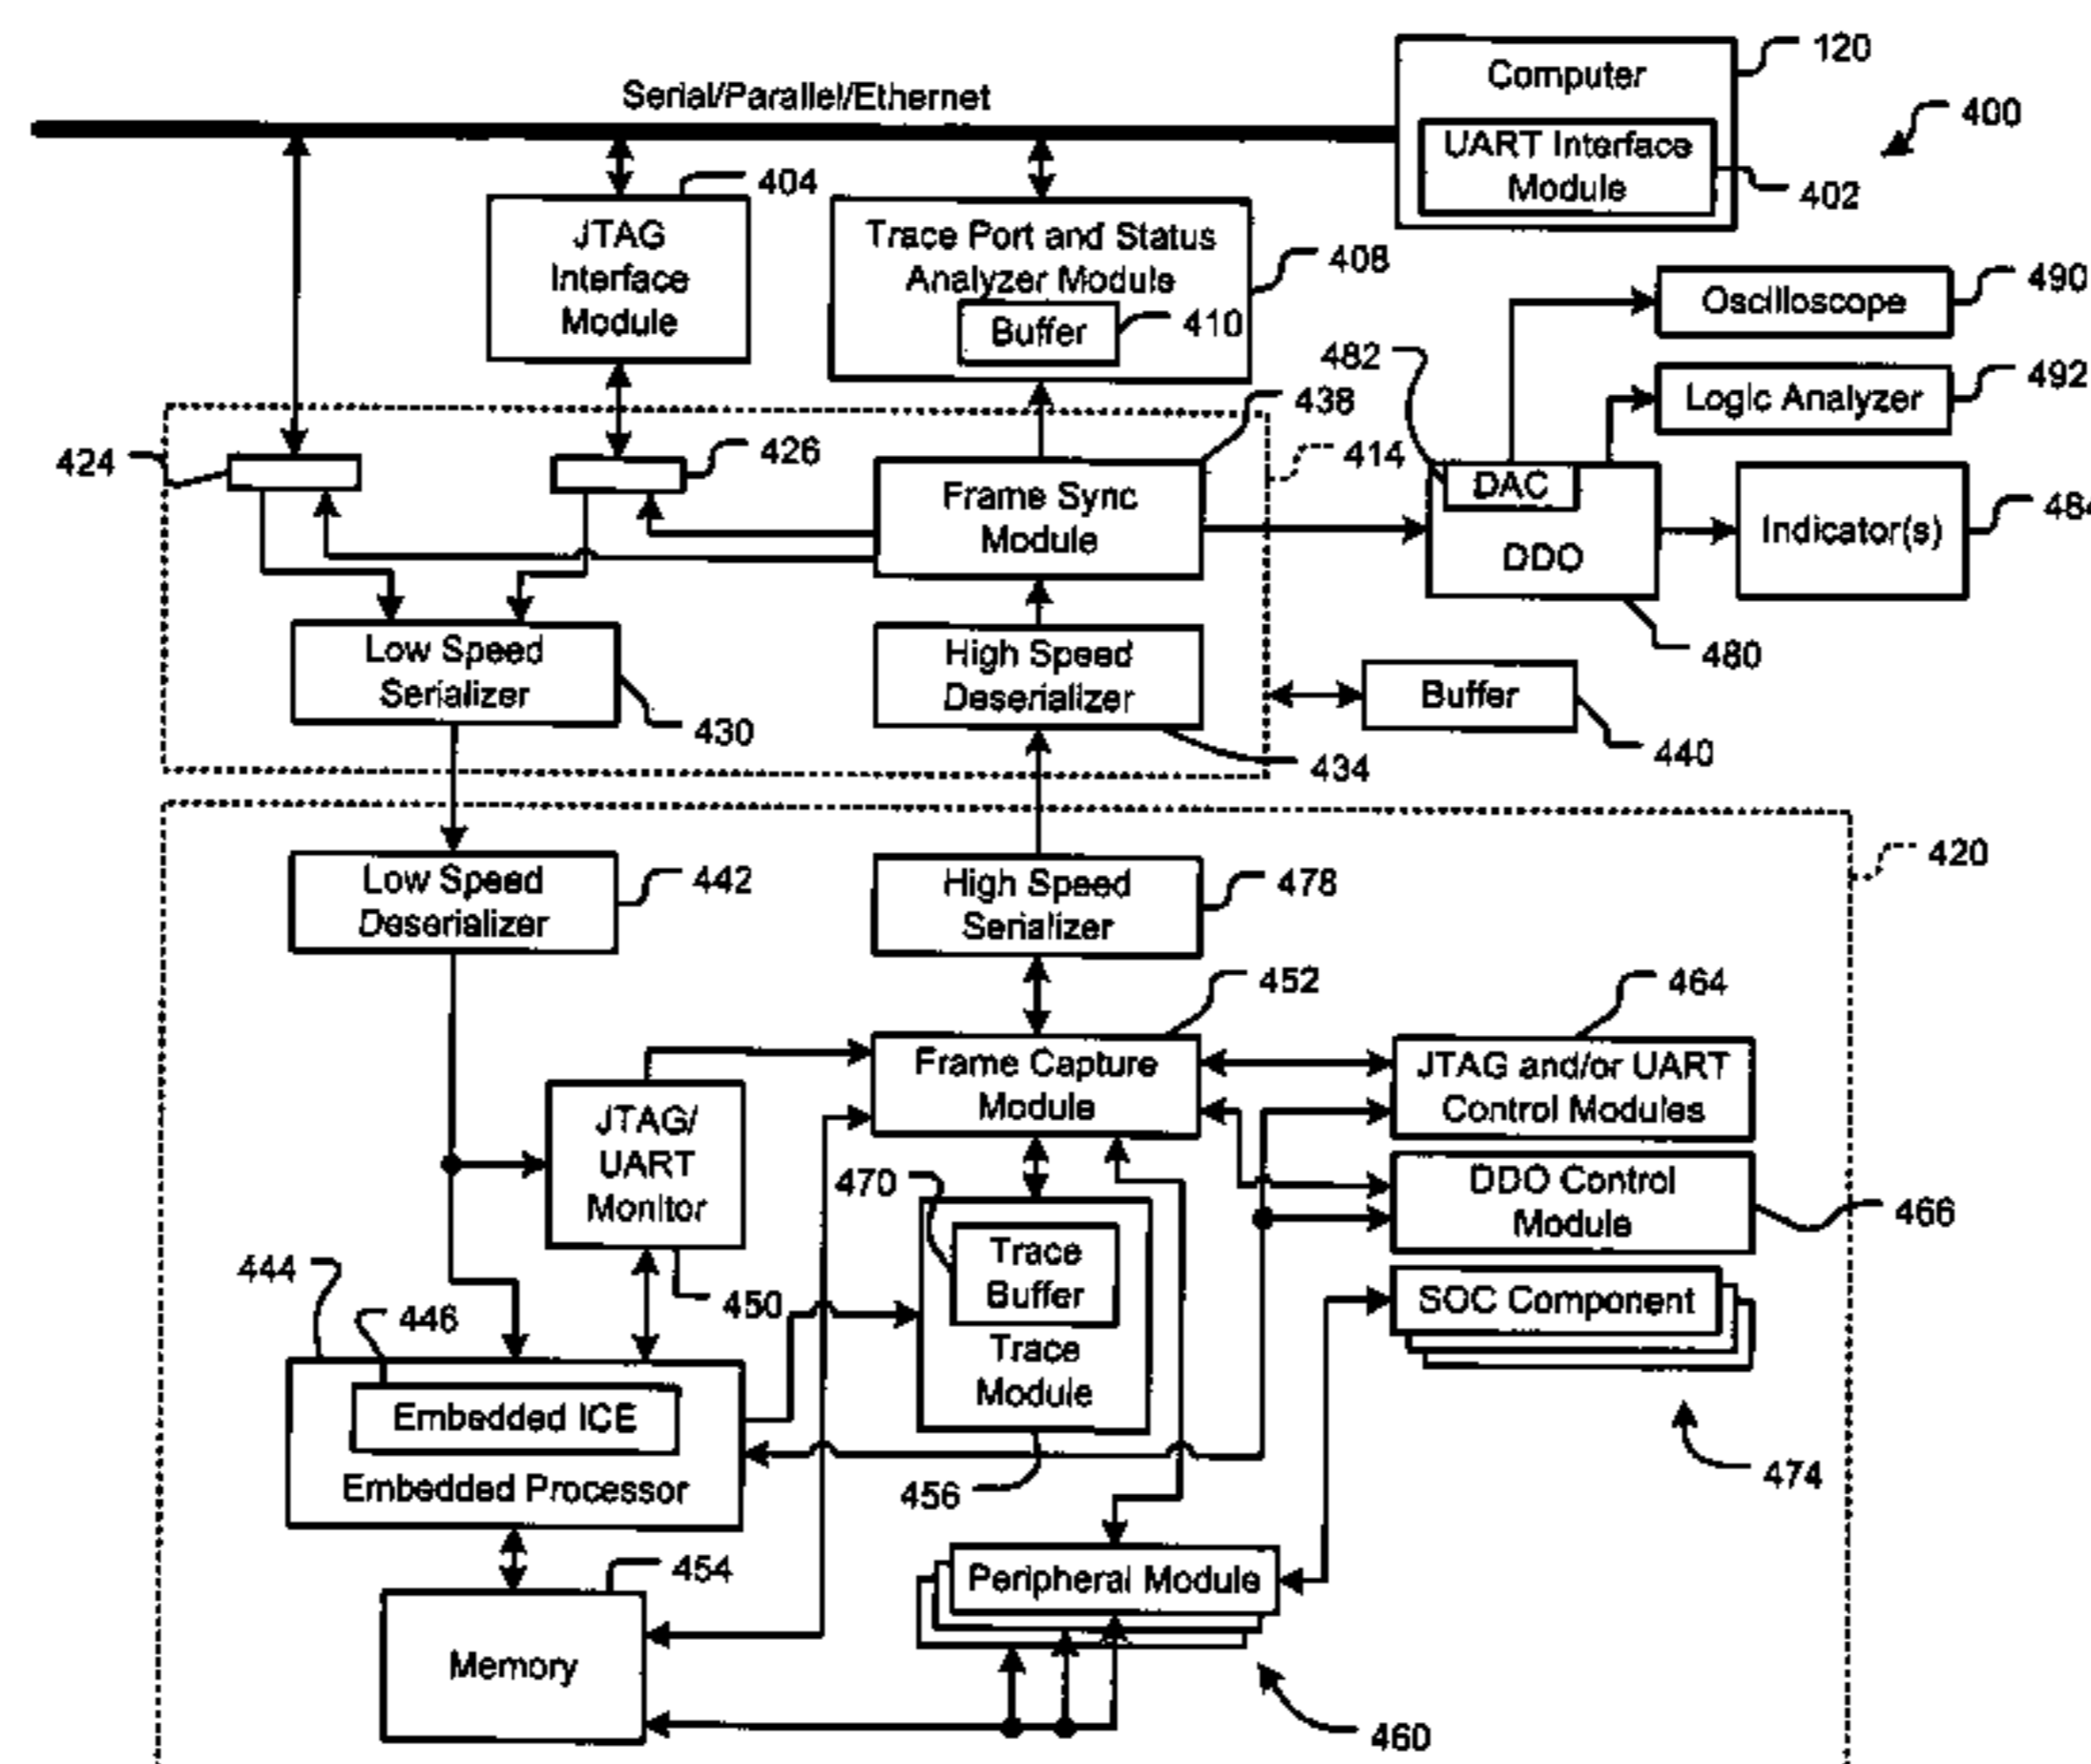 Serial/Parallel/Ethernet
Computer
120
UART Interface
Module
402
400
404
JTAG
Interface
Module
Trace Port and Status
Analyzer Module
408
Buffer
410
Oscilloscope
490
482
Logic Analyzer
492
438
414
424
426
Frame Sync
Module
DAC
DDO
Indicator(s)
484
480
Low Speed
Serializer
430
High Speed
Deserializer
434
Buffer
440
420
Low Speed
Deserializer
442
High Speed
Serializer
478
452
464
Frame Capture
Module
JTAG and/or UART
Control Modules
JTAG/
UART
Monitor
470
DDO Control
Module
466
444
446
450
Trace
Buffer
Trace
Module
SOC Component
Embedded ICE
Embedded Processor
456
474
454
Peripheral Module
Memory
460